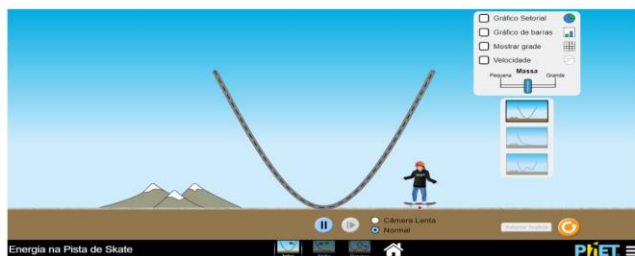 Gráfico Setorial
Gráfico de barras
Mostrar grade
Velocidade
Massa
Pequena
Grande
Câmera Lenta
Normal
Energia na Pista de Skate
PhET